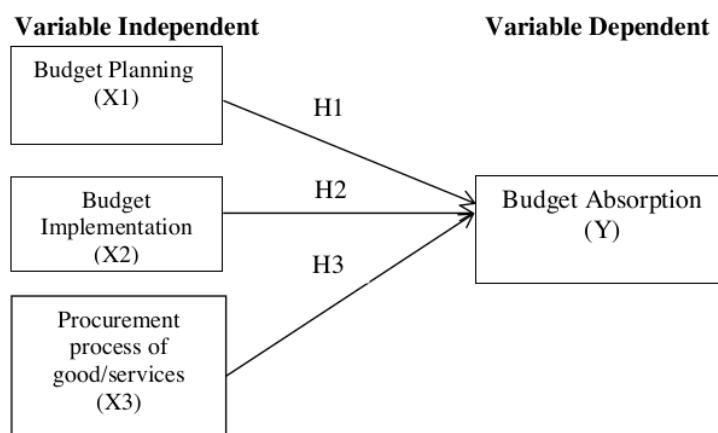 Variable Independent
Variable Dependent
Budget Planning
(X1)
H1
Budget
Implementation
(X2)
H2
Budget Absorption
(Y)
H3
Procurement
process of
good/services
(X3)